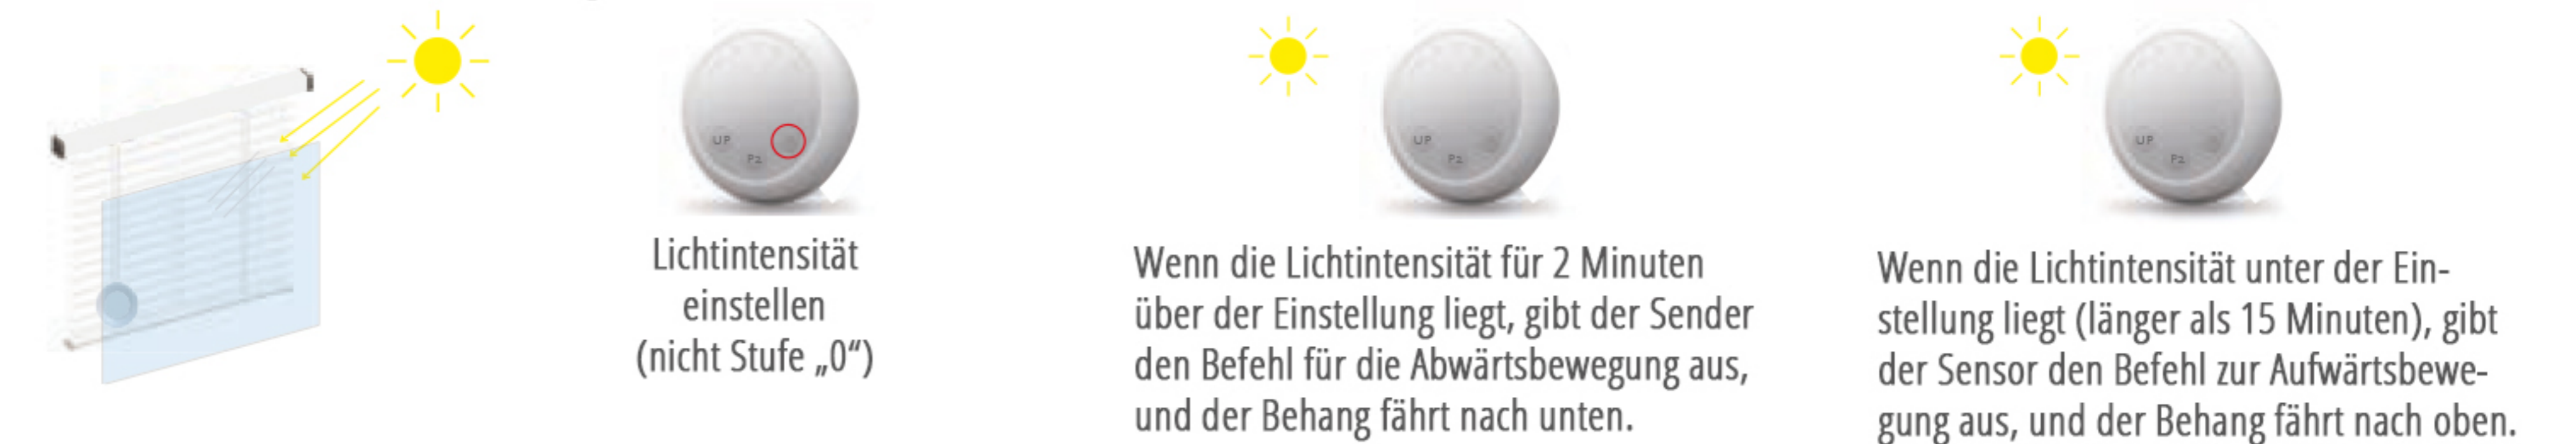 UP
P2
Lichtintensität
einstellen
(nicht Stufe „0“)
UP
P2
Wenn die Lichtintensität für 2 Minuten
über der Einstellung liegt, gibt der Sender
den Befehl für die Abwärtsbewegung aus,
und der Behang fährt nach unten.
UP
P2
Wenn die Lichtintensität unter der Ein-
stellung liegt (länger als 15 Minuten), gibt
der Sensor den Befehl zur Aufwärtsbewe-
gung aus, und der Behang fährt nach oben.